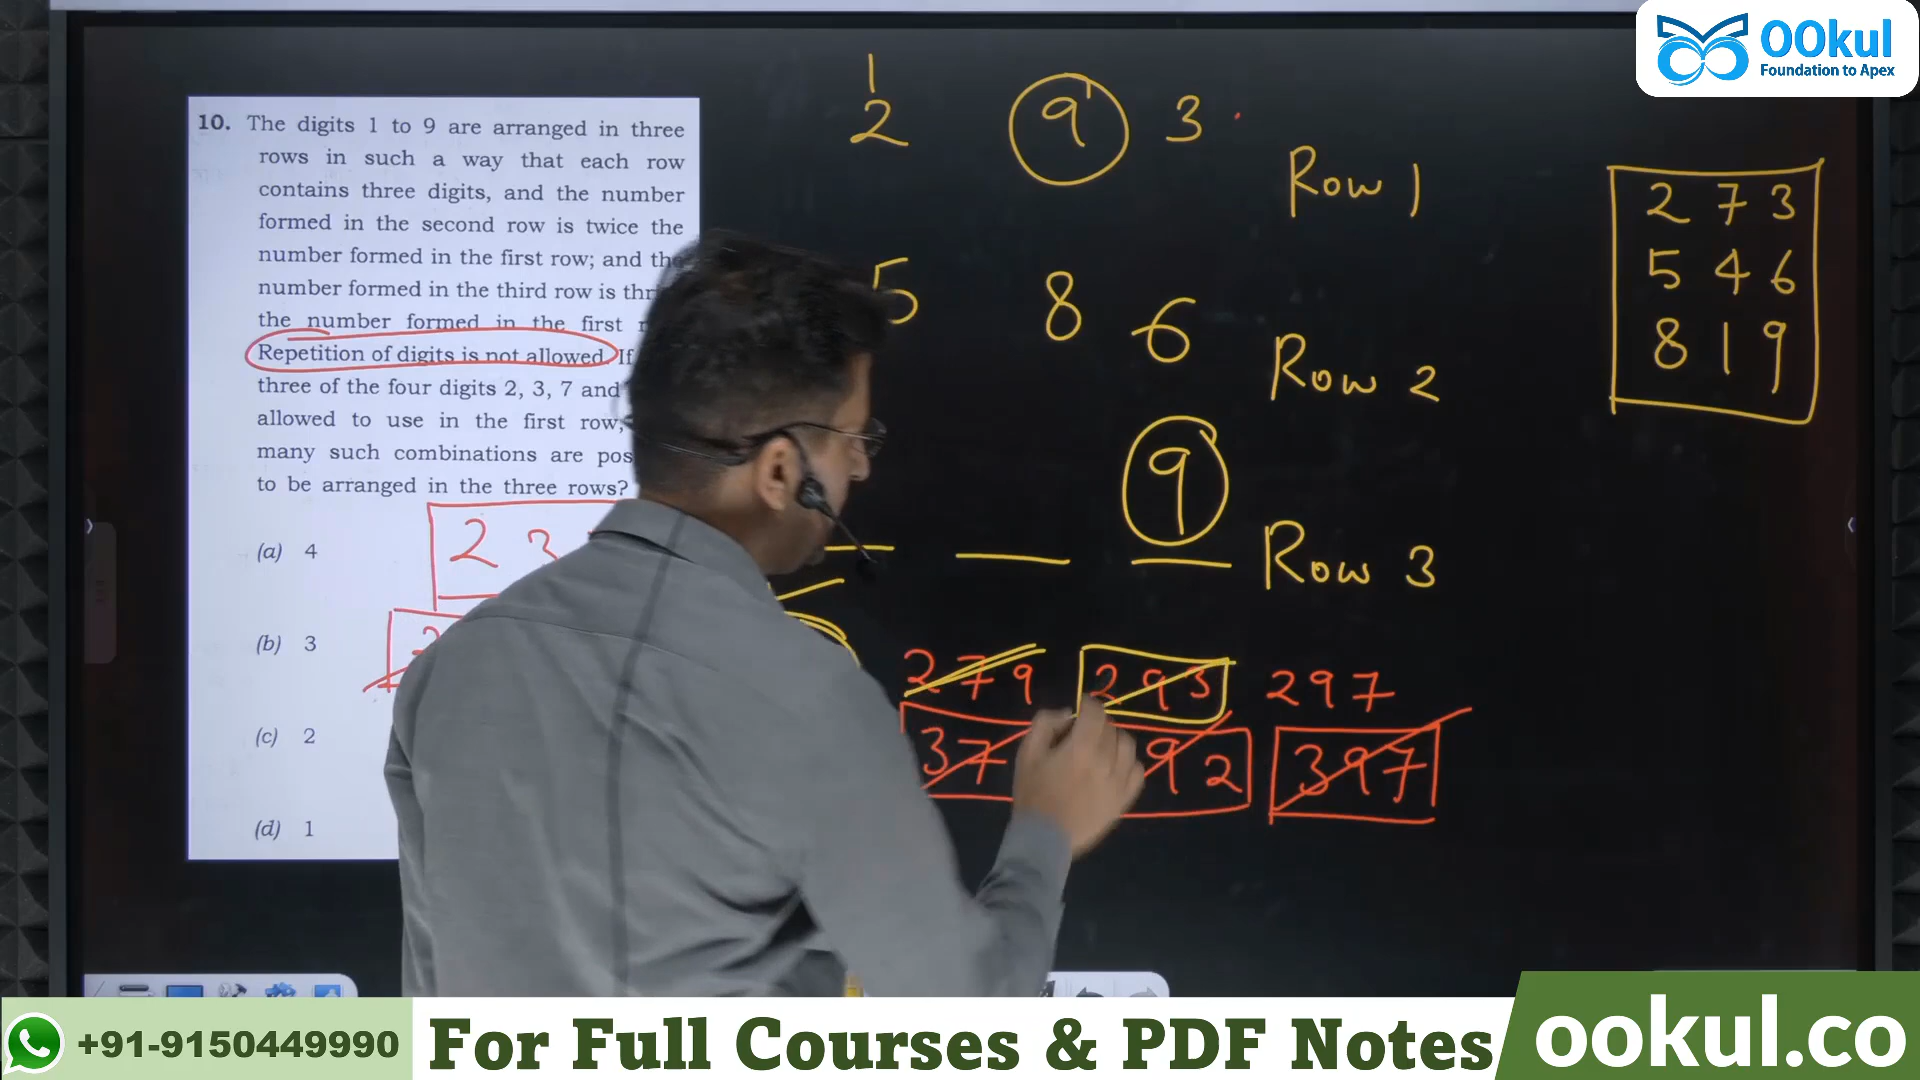 OOkul
Foundation to Apex
10. The digits 1 to 9 are arranged in three
rows in such a way that each row
contains three digits, and the number
formed in the second row is twice the
number formed in the first row; and the
number formed in the third row is
the number formed in the first
Repetition of digits is not allowed. If
three of the four digits 2, 3, 7 and
allowed to use in the first row,
many such combinations are
to be arranged in the three rows?
(a) 4
(b) 3
(c) 2
(d) 1
2 3
1
2 9 3 Row 1
5 8 6 Row 2
9 Row 3
2 7 3
5 4 6
8 1 9
279 293 297
37 92 397
+91-9150449990 For Full Courses & PDF Notes ookul.co